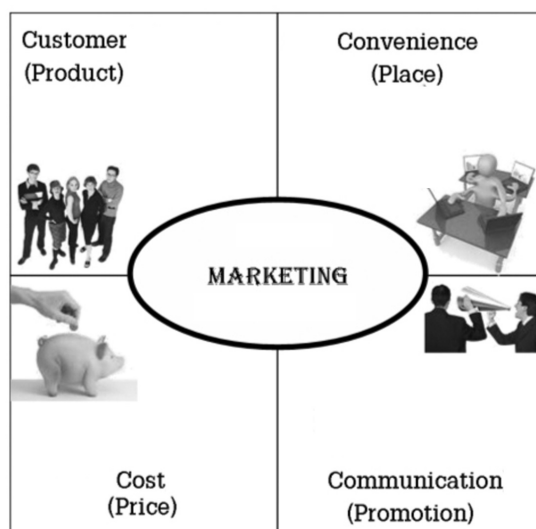 Customer
(Product)
Convenience
(Place)
MARKETING
Cost
(Price)
Communication
(Promotion)